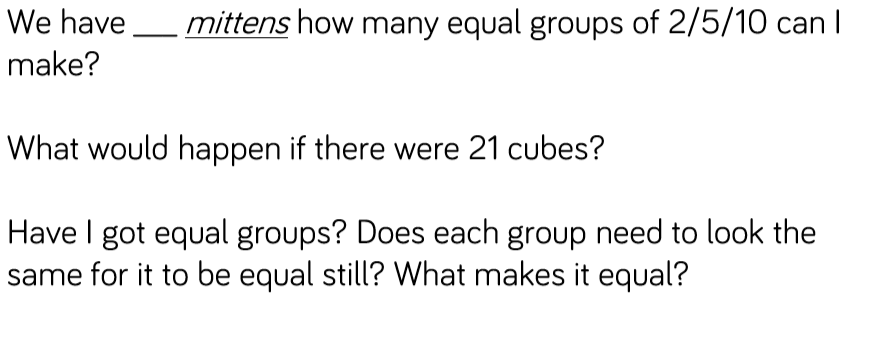 We have ___ mittens how many equal groups of 2/5/10 can I
make?
What would happen if there were 21 cubes?
Have I got equal groups? Does each group need to look the
same for it to be equal still? What makes it equal?